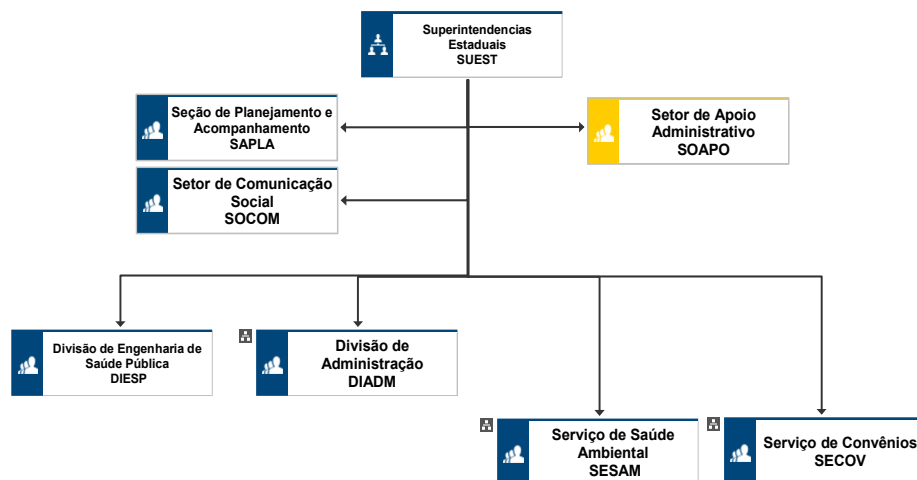 Superintendencias
Estaduais
SUEST
Seção de Planejamento e
Acompanhamento
SAPLA
Setor de Apoio
Administrativo
SOAPO
Setor de Comunicação
Social
SOCOM
Divisão de Engenharia de
Saúde Pública
DIESP
Divisão de
Administração
DIADM
Serviço de Saúde
Ambiental
SESAM
Serviço de Convênios
SECOV